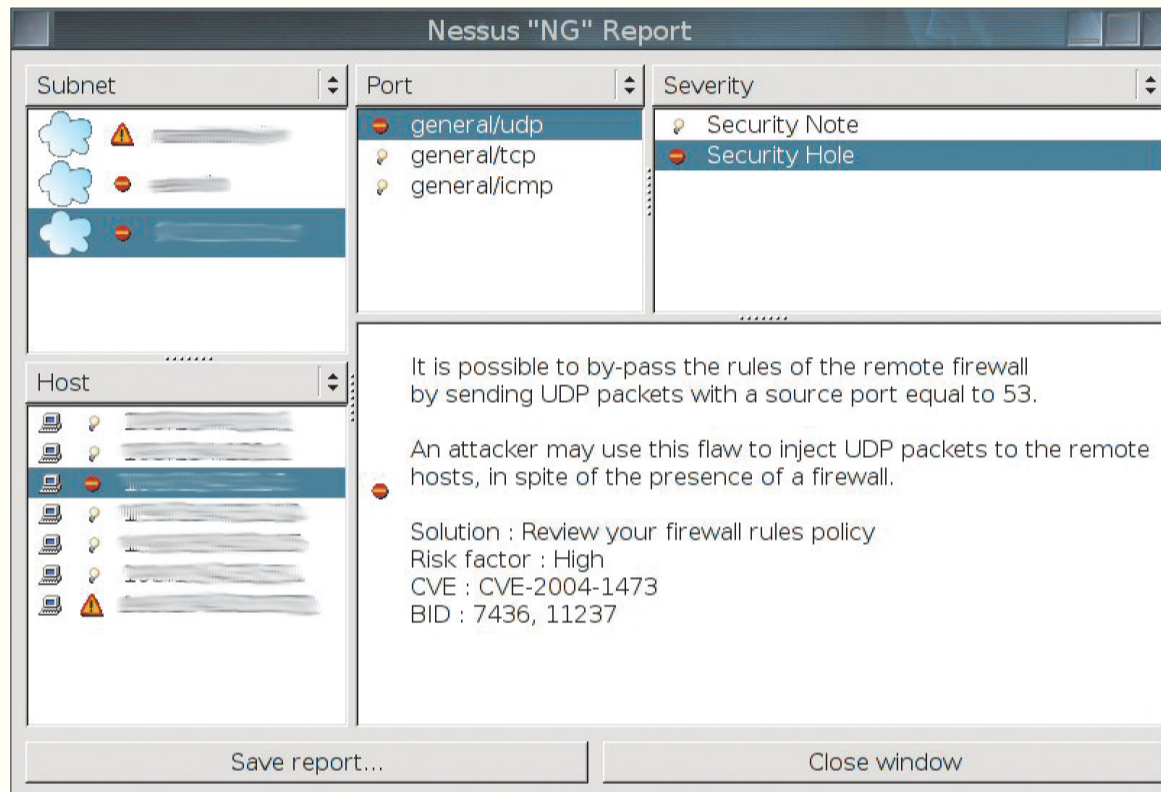 Nessus "NG" Report
Subnet
Port
Severity
general/udp
general/tcp
general/icmp
Security Note
Security Hole
Host
It is possible to by-pass the rules of the remote firewall
by sending UDP packets with a source port equal to 53.
An attacker may use this flaw to inject UDP packets to the remote
hosts, in spite of the presence of a firewall.
Solution : Review your firewall rules policy
Risk factor : High
CVE : CVE-2004-1473
BID : 7436, 11237
Save report...
Close window